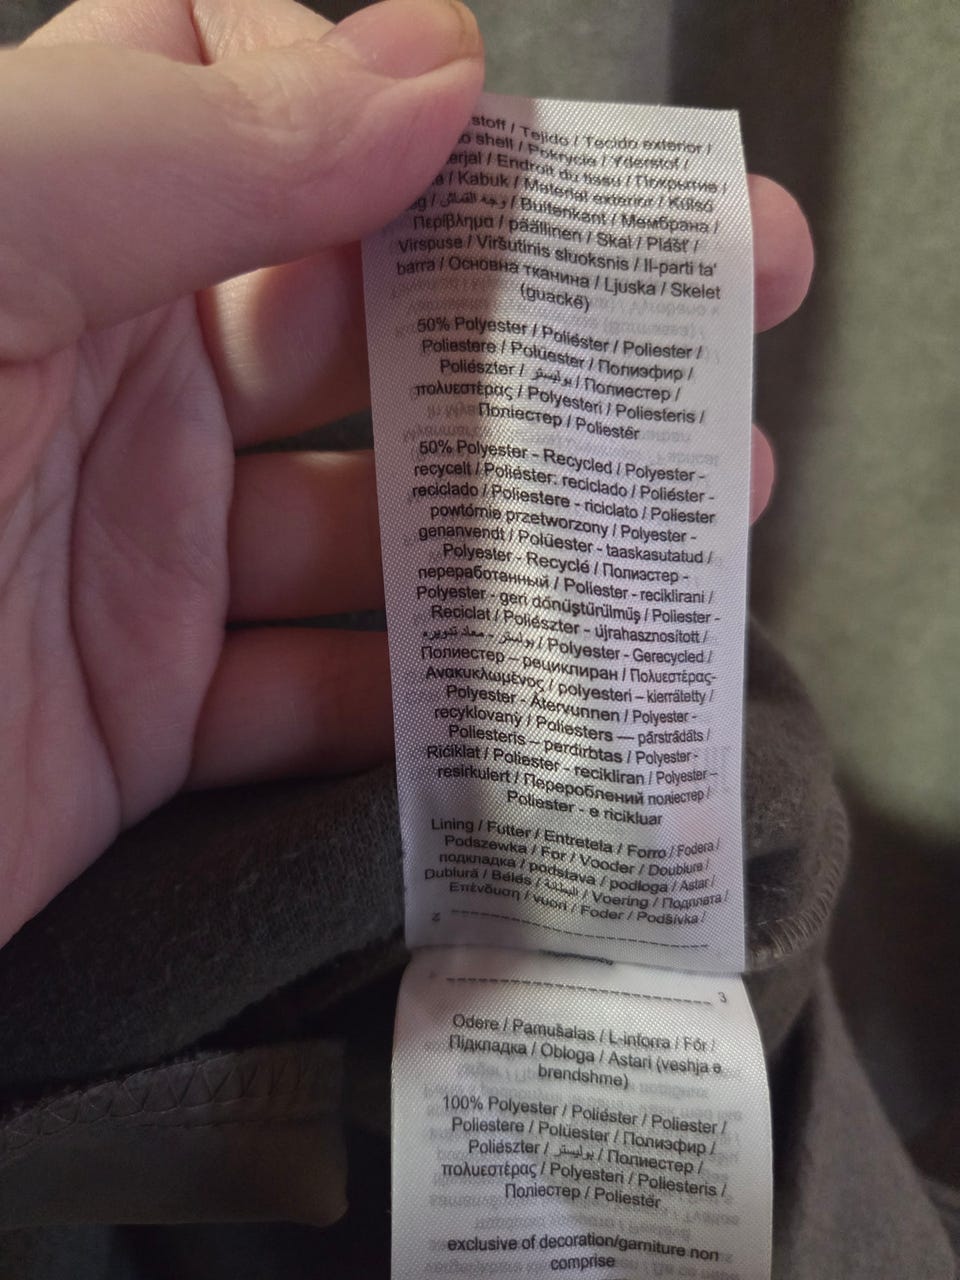 stoff / Tejido / Tecido exterior /
shell / Pokrycie / Yderstof /
erjal / Endroit du tissu / Покрытие /
/ Kabuk / Material exterior / Külső
/ وجه القماش / Buitenkant / Мембрана /
Περίβλημα / päällinen / Skal / Plášť /
Virspuse / Viršutinis sluoksnis / Il-parti ta'
barra / Основна тканина / Ljuska / Skelet
(guackë)
50% Polyester / Poliéster / Poliester /
Poliestere / Polüester / Полиэфир /
Poliészter / بوليستر / Полиестер /
πολυεστέρας / Polyesteri / Poliesteris /
Поліестер / Poliestër
50% Polyester - Recycled / Polyester -
recycelt / Poliéster: reciclado / Poliéster -
reciclado / Poliestere - riciclato / Poliester
powtórnie przetworzony / Polyester -
genanvendt / Polüester - taaskasutatud /
Polyester - Recyclé / Полиэстер -
переработанный / Poliester - reciklirani /
Polyester - geri dönüştürülmüş / Poliester -
Reciclat / Poliészter - újrahasznosított /
بوليستر - معاد تدويره / Polyester - Gerecycled /
Полиестер – рециклиран / Πολυεστέρας-
Ανακυκλωμένος / polyesteri – kierrätetty /
Polyester - Återvunnen / Polyester -
recyklovaný / Poliesters — pārstrādāts /
Poliesteris – perdirbtas / Polyester -
Riċiklat / Poliester - recikliran / Polyester –
resirkulert / Перероблений поліестер /
Poliester - e ricikluar
Lining / Futter / Entretela / Forro / Fodera /
Podszewka / For / Vooder / Doublure /
подкладка / podstava / podloga / Astar /
Dublură / Bélés / البطانة / Voering / Подплата /
Επένδυση / vuori / Foder / Podšívka /
2
3
Odere / Pamušalas / L-inforra / Fôr /
Підкладка / Obloga / Astari (veshja e
brendshme)
100% Polyester / Poliéster / Poliester /
Poliestere / Polüester / Полиэфир /
Poliészter / بوليستر / Полиестер /
πολυεστέρας / Polyesteri / Poliesteris /
Поліестер / Poliestër
exclusive of decoration/garniture non
comprise